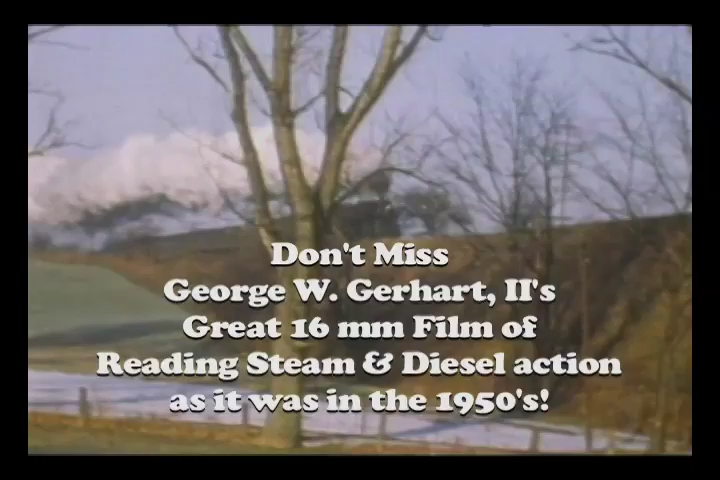 Don't Miss
George W. Gerhart, II's
Great 16 mm Film of
Reading Steam & Diesel action
as it was in the 1950's!